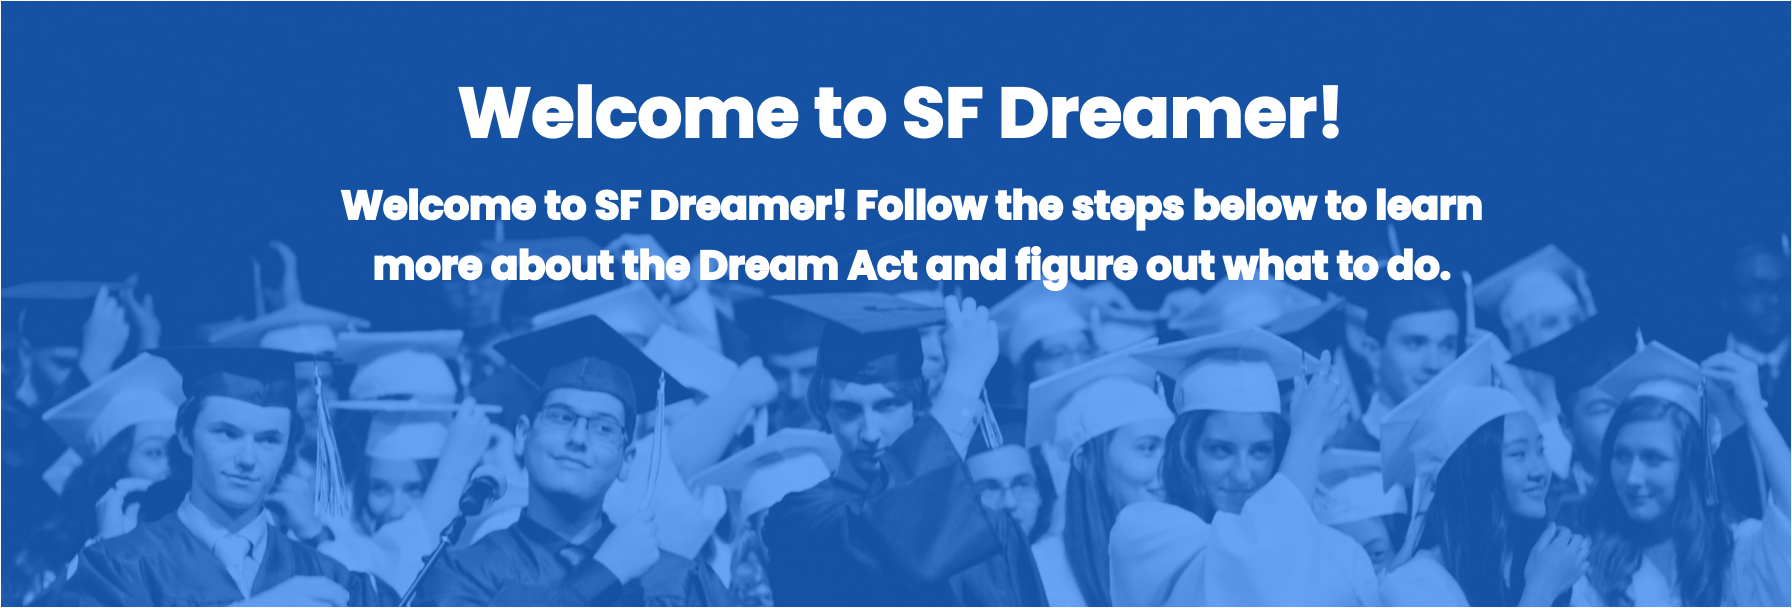 Welcome to SF Dreamer!
Welcome to SF Dreamer! Follow the steps below to learn
more about the Dream Act and figure out what to do.